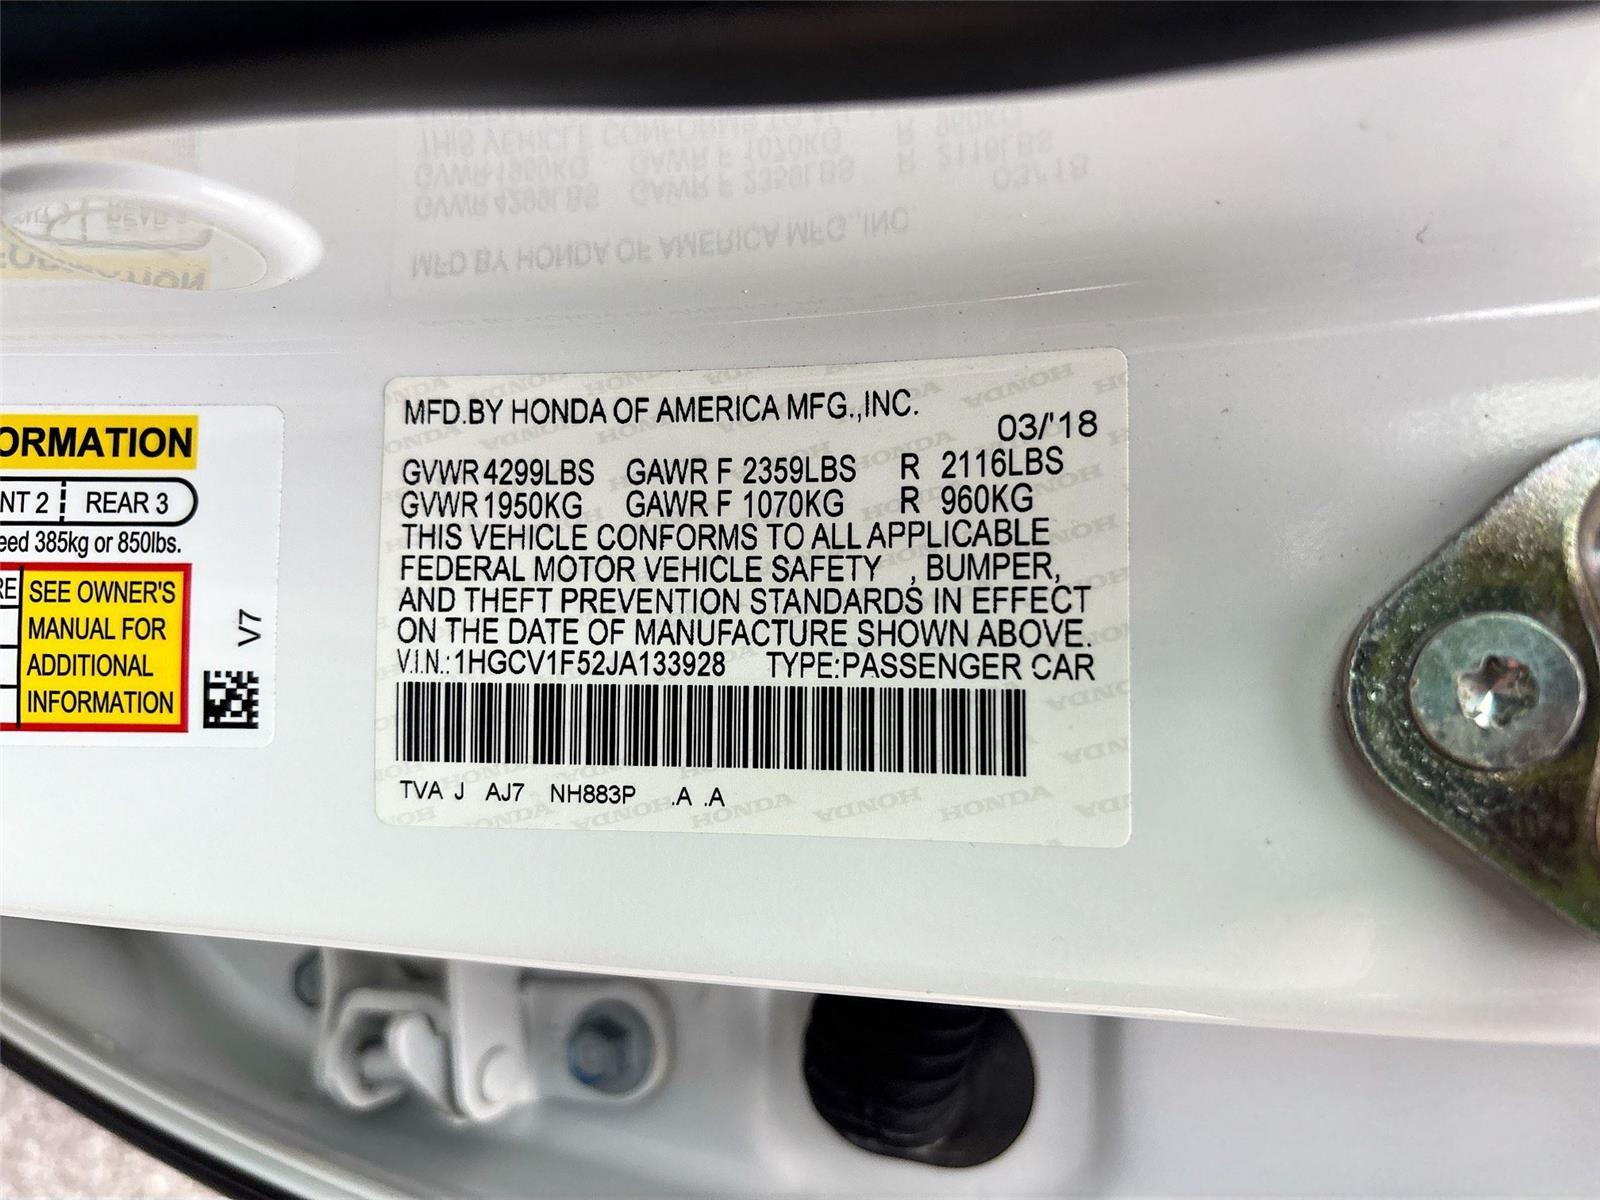 MFD.BY HONDA OF AMERICA MFG.,INC.
03/'18
GVWR 4299LBS GAWR F 2359LBS R 2116LBS
GVWR 1950KG GAWR F 1070KG R 960KG
THIS VEHICLE CONFORMS TO ALL APPLICABLE
FEDERAL MOTOR VEHICLE SAFETY , BUMPER,
AND THEFT PREVENTION STANDARDS IN EFFECT
ON THE DATE OF MANUFACTURE SHOWN ABOVE.
V.I.N.:1HGCV1F52JA133928 TYPE:PASSENGER CAR
TVA J AJ7 NH883P .A .A
ORMATION
NT 2 REAR 3
eed 385kg or 850lbs.
RE
SEE OWNER'S
MANUAL FOR
ADDITIONAL
INFORMATION
V7